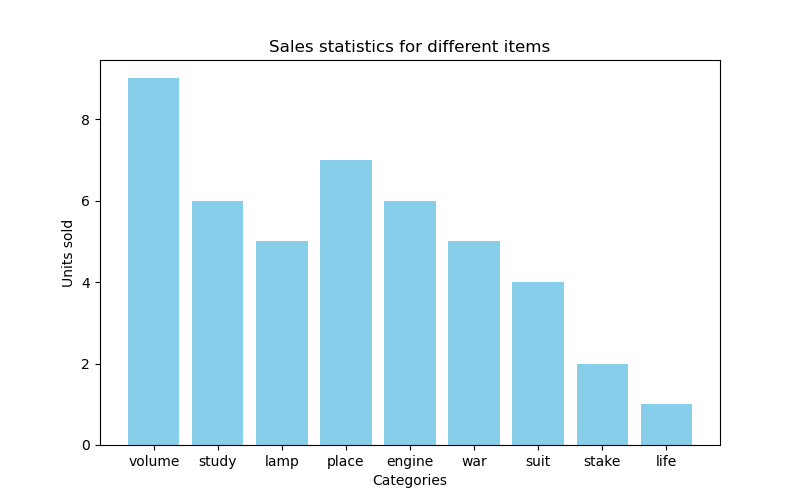 Sales statistics for different items
Units sold
8
6
4
2
0
volume study lamp place engine war suit stake life
Categories